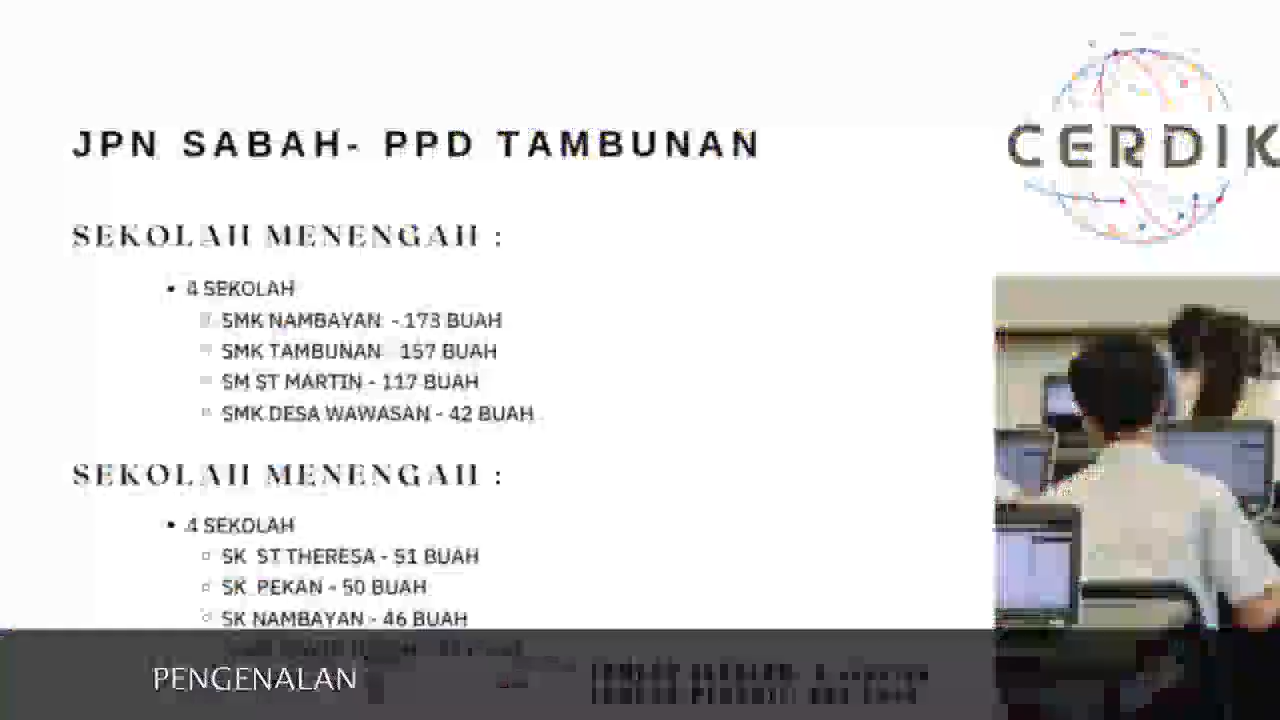 CERDIK
JPN SABAH- PPD TAMBUNAN
SEKOLAH MENENGAH :
• 4 SEKOLAH
SMK NAMBAYAN - 173 BUAH
SMK TAMBUNAN 157 BUAH
SM ST MARTIN - 117 BUAH
SMK DESA WAWASAN - 42 BUAH
SEKOLAH MENENGAH :
• 4 SEKOLAH
SK ST THERESA - 51 BUAH
SK PEKAN - 50 BUAH
SK NAMBAYAN - 46 BUAH
PENGENALAN